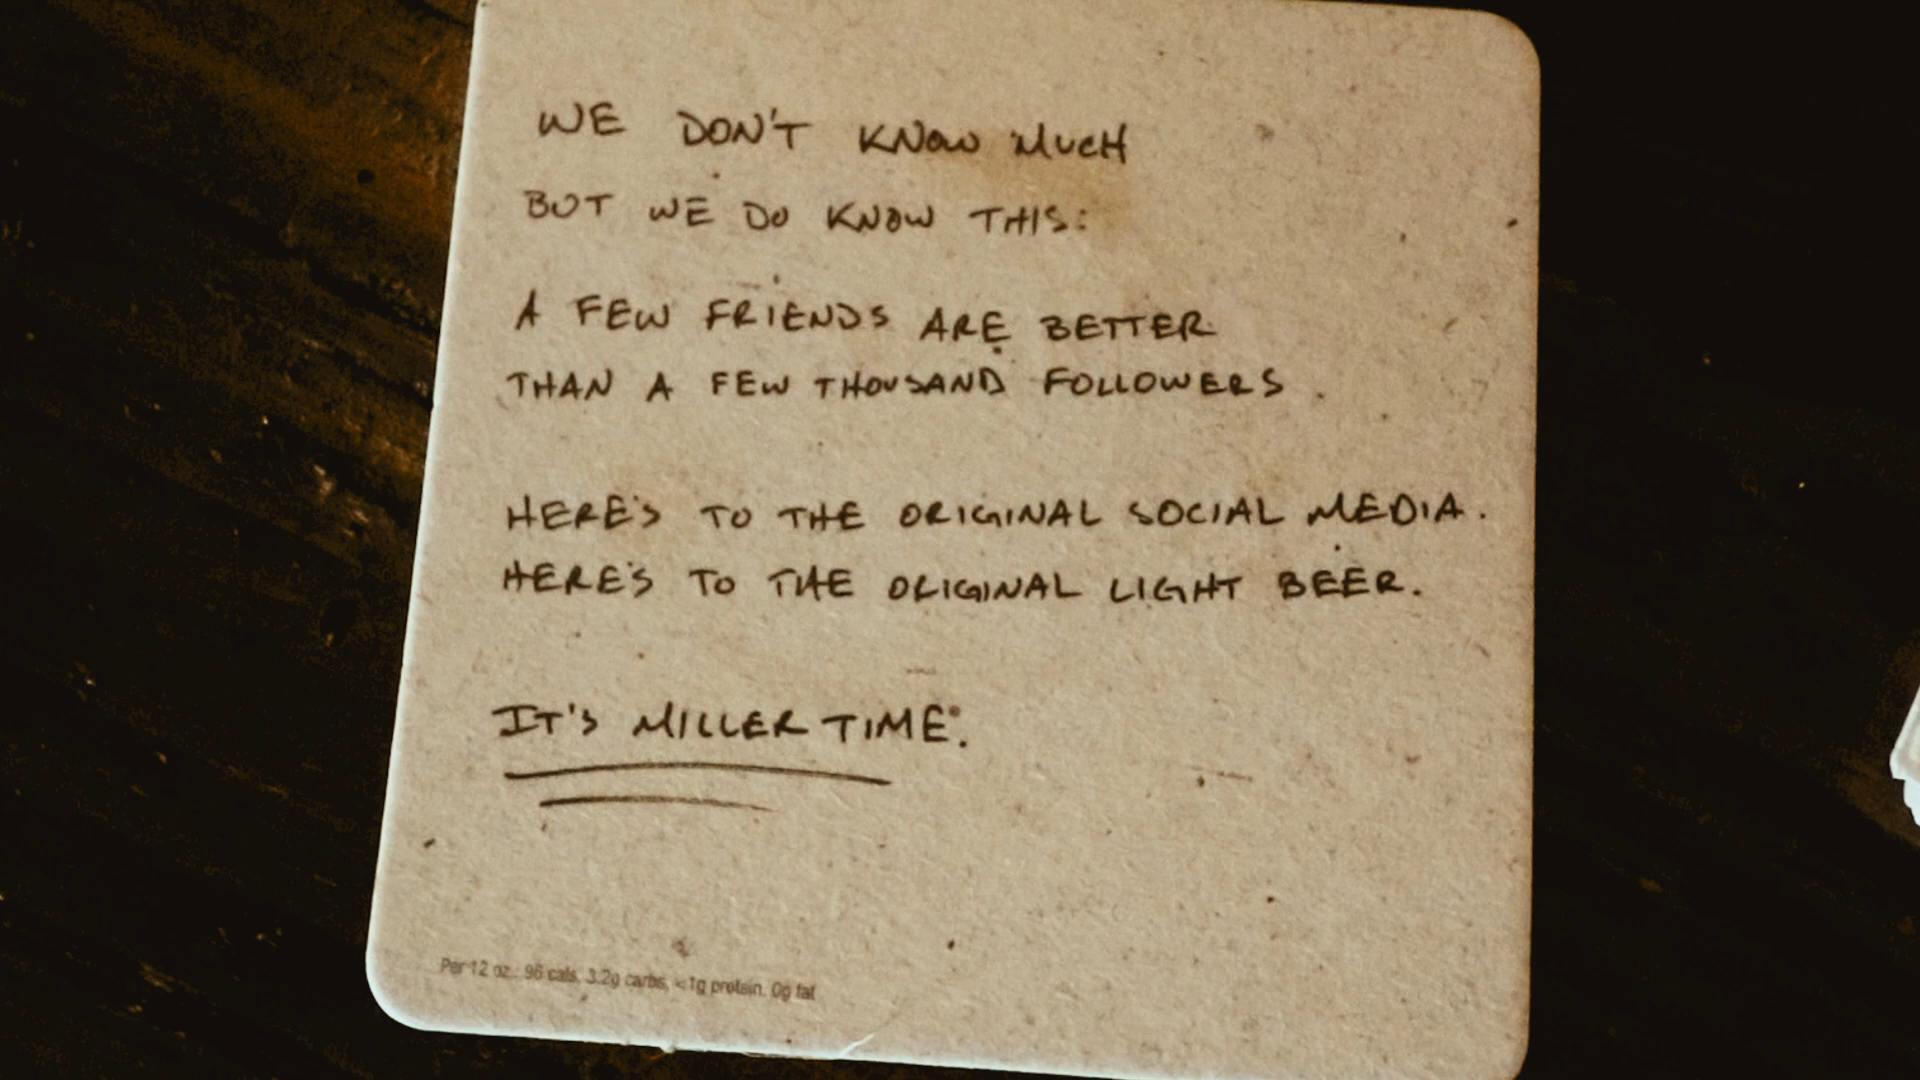 WE DON'T KNOW MUCH
BUT WE DO KNOW THIS:
A FEW FRIENDS ARE BETTER
THAN A FEW THOUSAND FOLLOWERS.
HERE'S TO THE ORIGINAL SOCIAL MEDIA.
HERE'S TO THE ORIGINAL LIGHT BEER.
IT'S MILLER TIME.
Per 12 oz.: 96 cals, 3.2g carbs, <1g protein, 0g fat